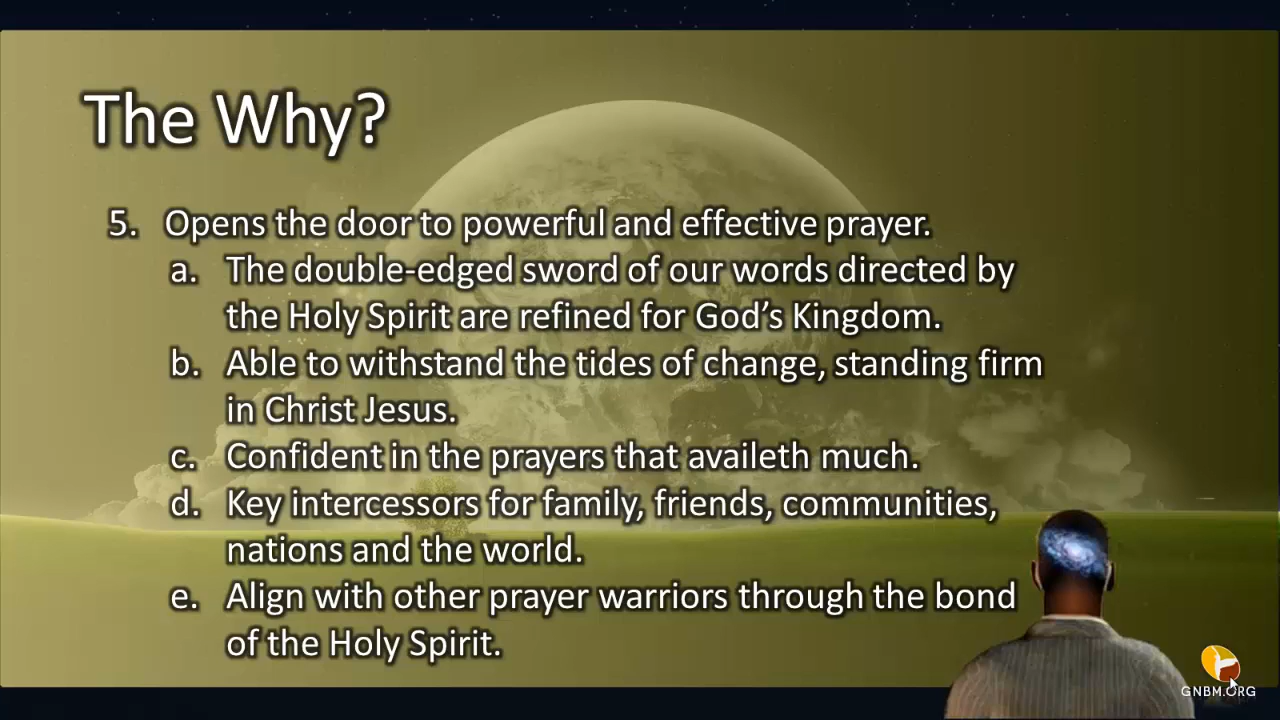 The Why?
5. Opens the door to powerful and effective prayer.
a. The double-edged sword of our words directed by
the Holy Spirit are refined for God’s Kingdom.
b. Able to withstand the tides of change, standing firm
in Christ Jesus.
c. Confident in the prayers that availeth much.
d. Key intercessors for family, friends, communities,
nations and the world.
e. Align with other prayer warriors through the bond
of the Holy Spirit.
GNBM.ORG